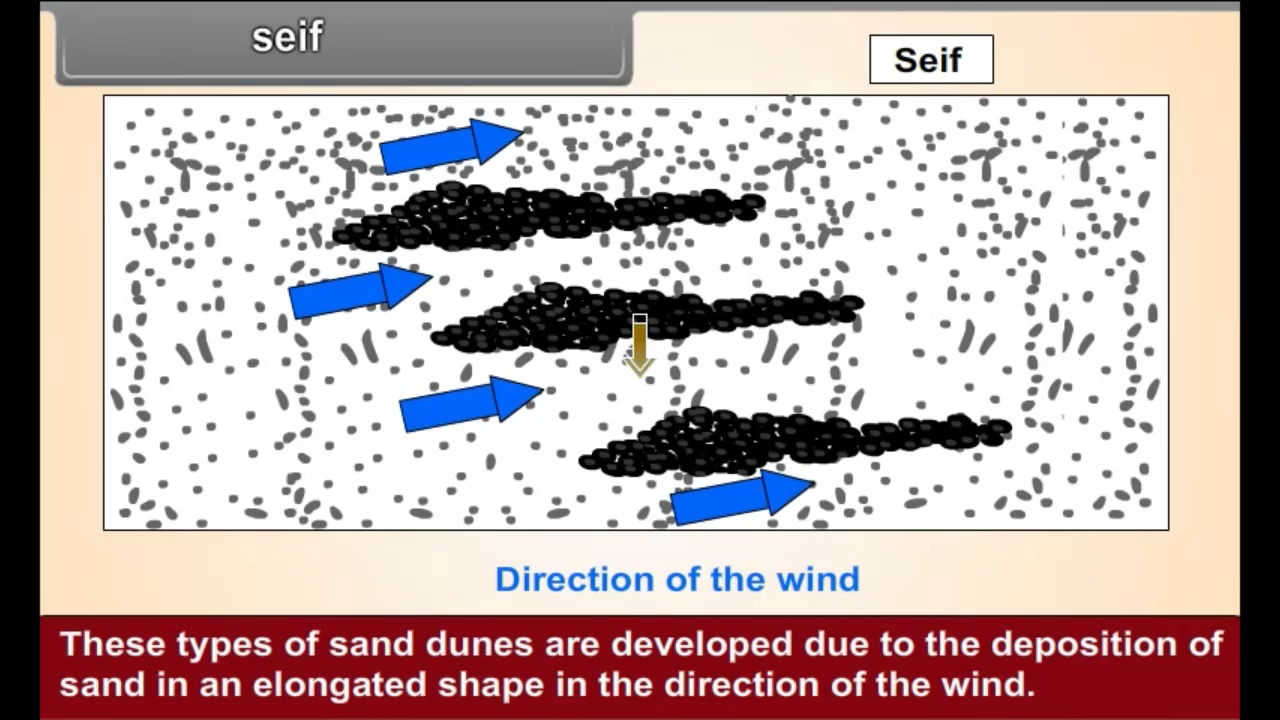 seif
Seif
Direction of the wind
These types of sand dunes are developed due to the deposition of
sand in an elongated shape in the direction of the wind.